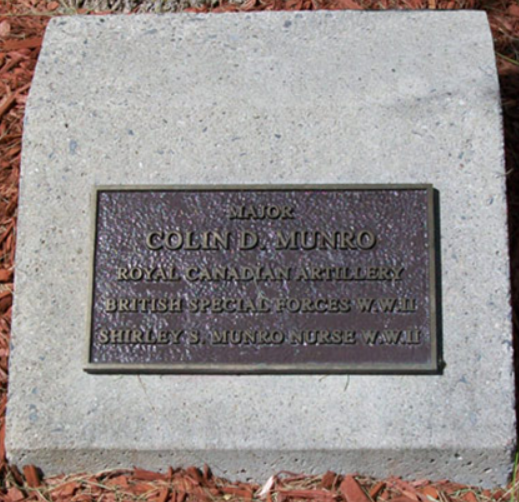 MAJOR
COLIN D. MUNRO
ROYAL CANADIAN ARTILLERY
BRITISH SPECIAL FORCES W.W.II
SHIRLEY S. MUNRO NURSE W.W.II